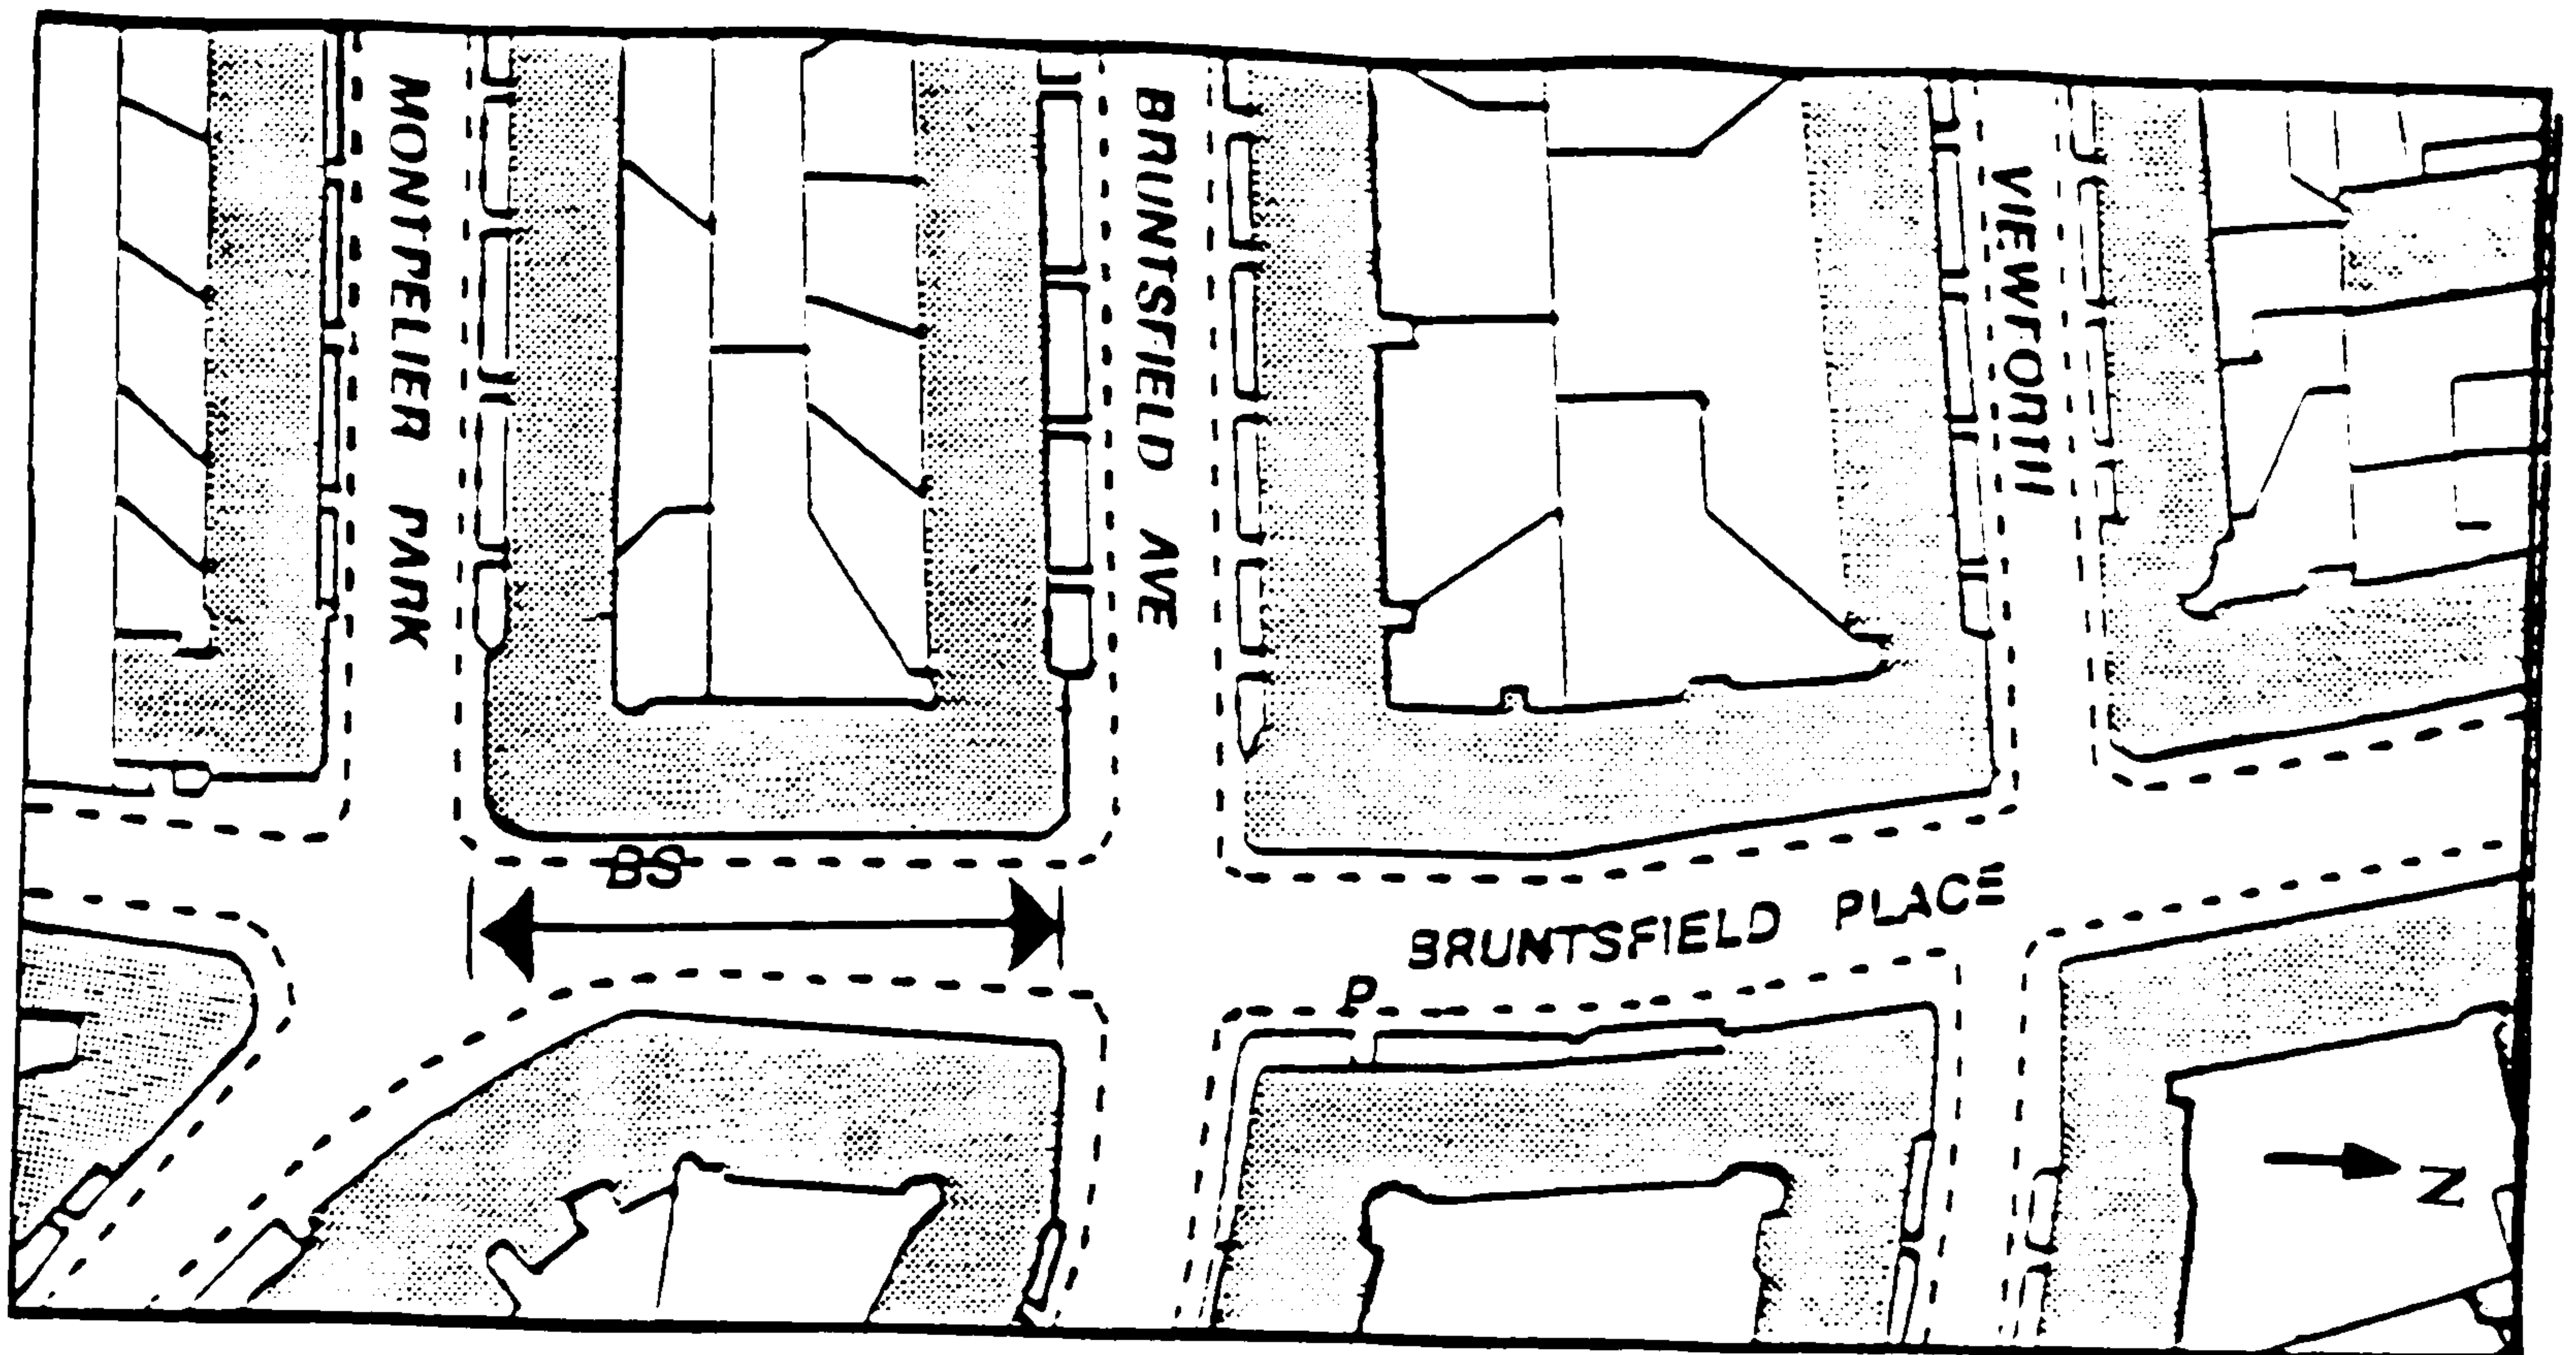 MONTPELIER PARK
BRUNTSFIELD AVE
VIEWFORTH
BS
BRUNTSFIELD PLACE
P
N